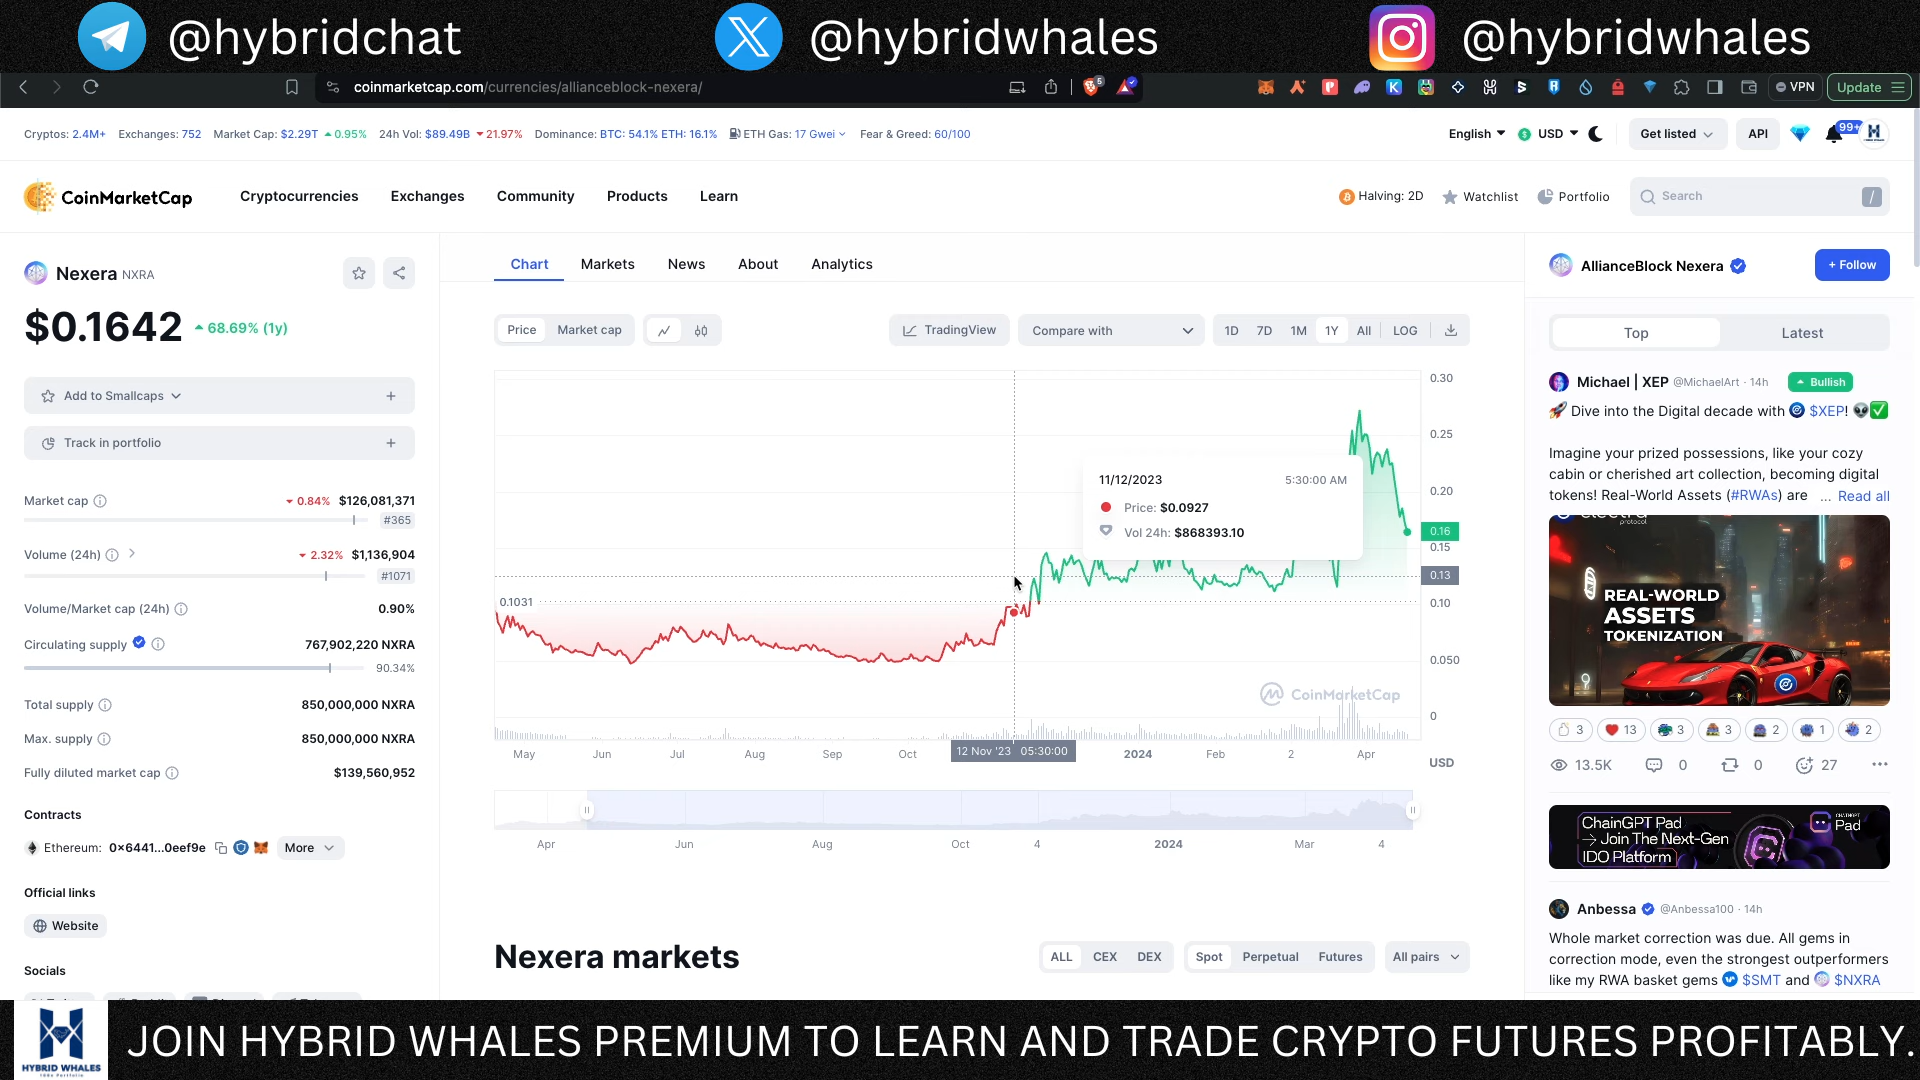 @hybridchat
@hybridwhales
@hybridwhales
coinmarketcap.com/currencies/allianceblock-nexera/
5
VPN
Update
Cryptos: 2.4M+ Exchanges: 752 Market Cap: $2.29T 0.95% 24h Vol: $89.49B 21.97% Dominance: BTC: 54.1% ETH: 16.1% ETH Gas: 17 Gwei Fear & Greed: 60/100
English USD Get listed API 99+
CoinMarketCap
Cryptocurrencies Exchanges Community Products Learn
Halving: 2D Watchlist Portfolio Search /
Nexera NXRA
$0.1642 68.69% (1y)
Add to Smallcaps +
Track in portfolio +
Market cap 0.84% $126,081,371
#365
Volume (24h) 2.32% $1,136,904
#1071
Volume/Market cap (24h) 0.90%
Circulating supply 767,902,220 NXRA
90.34%
Total supply 850,000,000 NXRA
Max. supply 850,000,000 NXRA
Fully diluted market cap $139,560,952
Contracts
Ethereum: 0x6441...0eef9e More
Official links
Website
Socials
Chart Markets News About Analytics
Price Market cap TradingView Compare with 1D 7D 1M 1Y All LOG
0.30
0.25
0.20
0.16
0.15
0.13
0.10
0.050
0
0.1031
11/12/2023 5:30:00 AM
Price: $0.0927
Vol 24h: $868393.10
CoinMarketCap
May Jun Jul Aug Sep Oct 12 Nov '23 05:30:00 2024 Feb 2 Apr
USD
Apr Jun Aug Oct 4 2024 Mar 4
Nexera markets
ALL CEX DEX Spot Perpetual Futures All pairs
AllianceBlock Nexera + Follow
Top Latest
Michael | XEP @MichaelArt · 14h Bullish
🚀 Dive into the Digital decade with $XEP! 👽✅
Imagine your prized possessions, like your cozy
cabin or cherished art collection, becoming digital
tokens! Real-World Assets (#RWAs) are ... Read all
protocol
REAL-WORLD
ASSETS
TOKENIZATION
3 13 3 3 2 1 2
13.5K 0 0 27
ChainGPT Pad
→ Join The Next-Gen
IDO Platform
Pad
Anbessa @Anbessa100 · 14h
Whole market correction was due. All gems in
correction mode, even the strongest outperformers
like my RWA basket gems $SMT and $NXRA
HYBRID WHALES
JOIN HYBRID WHALES PREMIUM TO LEARN AND TRADE CRYPTO FUTURES PROFITABLY.